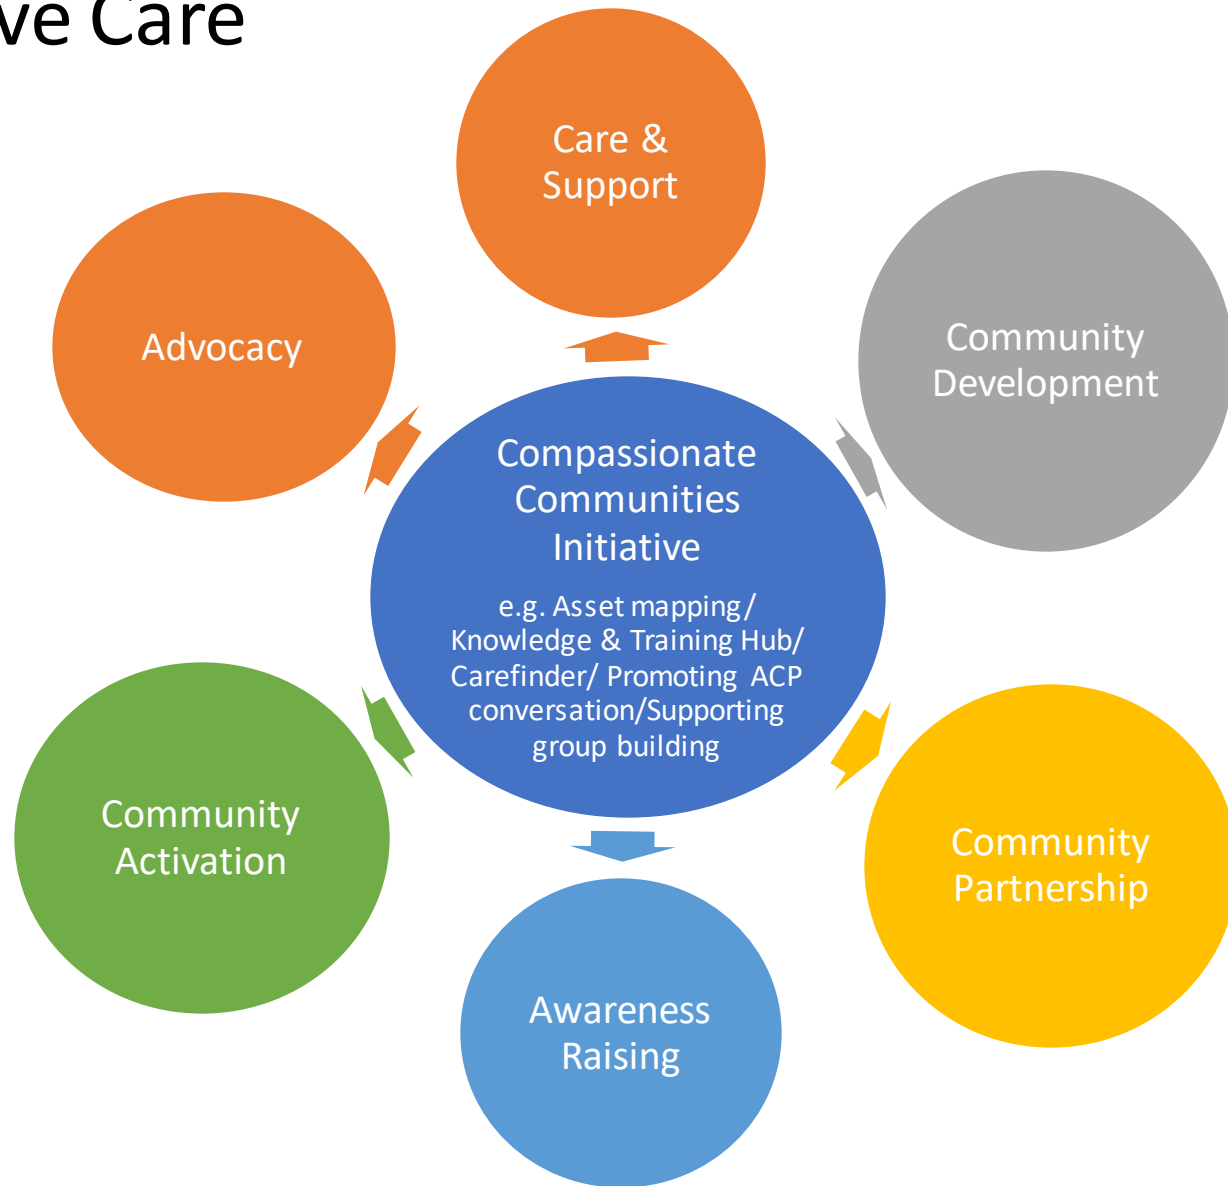 ve Care
Care &
Support
Advocacy
Community
Development
Compassionate
Communities
Initiative
e.g. Asset mapping/
Knowledge & Training Hub/
Carefinder/ Promoting ACP
conversation/Supporting
group building
Community
Activation
Community
Partnership
Awareness
Raising